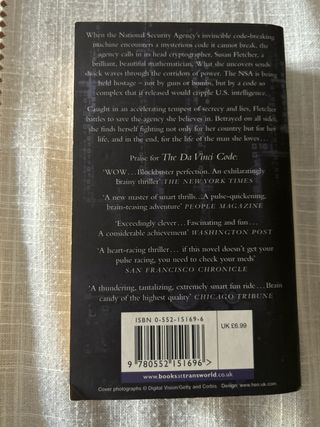 When the National Security Agency's invincible code-breaking
machine encounters a mysterious code it cannot break, the
agency calls in its head cryptographer, Susan Fletcher, a
brilliant, beautiful mathematician. What she uncovers sends
shock waves through the corridors of power. The NSA is being
held hostage – not by guns or bombs, but by a code so
complex that if released would cripple U.S. intelligence.
Caught in an accelerating tempest of secrecy and lies, Fletcher
battles to save the agency she believes in. Betrayed on all sides,
she finds herself fighting not only for her country but for her
life, and in the end, for the life of the man she loves . . .
Praise for The Da Vinci Code:
'WOW . . . Blockbuster perfection. An exhilaratingly
brainy thriller' THE NEW YORK TIMES
'A new master of smart thrills...A pulse-quickening,
brain-teasing adventure' PEOPLE MAGAZINE
'Exceedingly clever . . . Fascinating and fun . . .
A considerable achievement' WASHINGTON POST
'A heart-racing thriller . . . if this novel doesn't get your
pulse racing, you need to check your meds'
SAN FRANCISCO CHRONICLE
'A thundering, tantalizing, extremely smart fun ride . . . Brain
candy of the highest quality' CHICAGO TRIBUNE
ISBN 0-552-15169-6
UK £6.99
9 780552 151696 >
www.booksattransworld.co.uk
Cover photographs © Digital Vision/Getty and Corbis Design: www.hen.uk.com